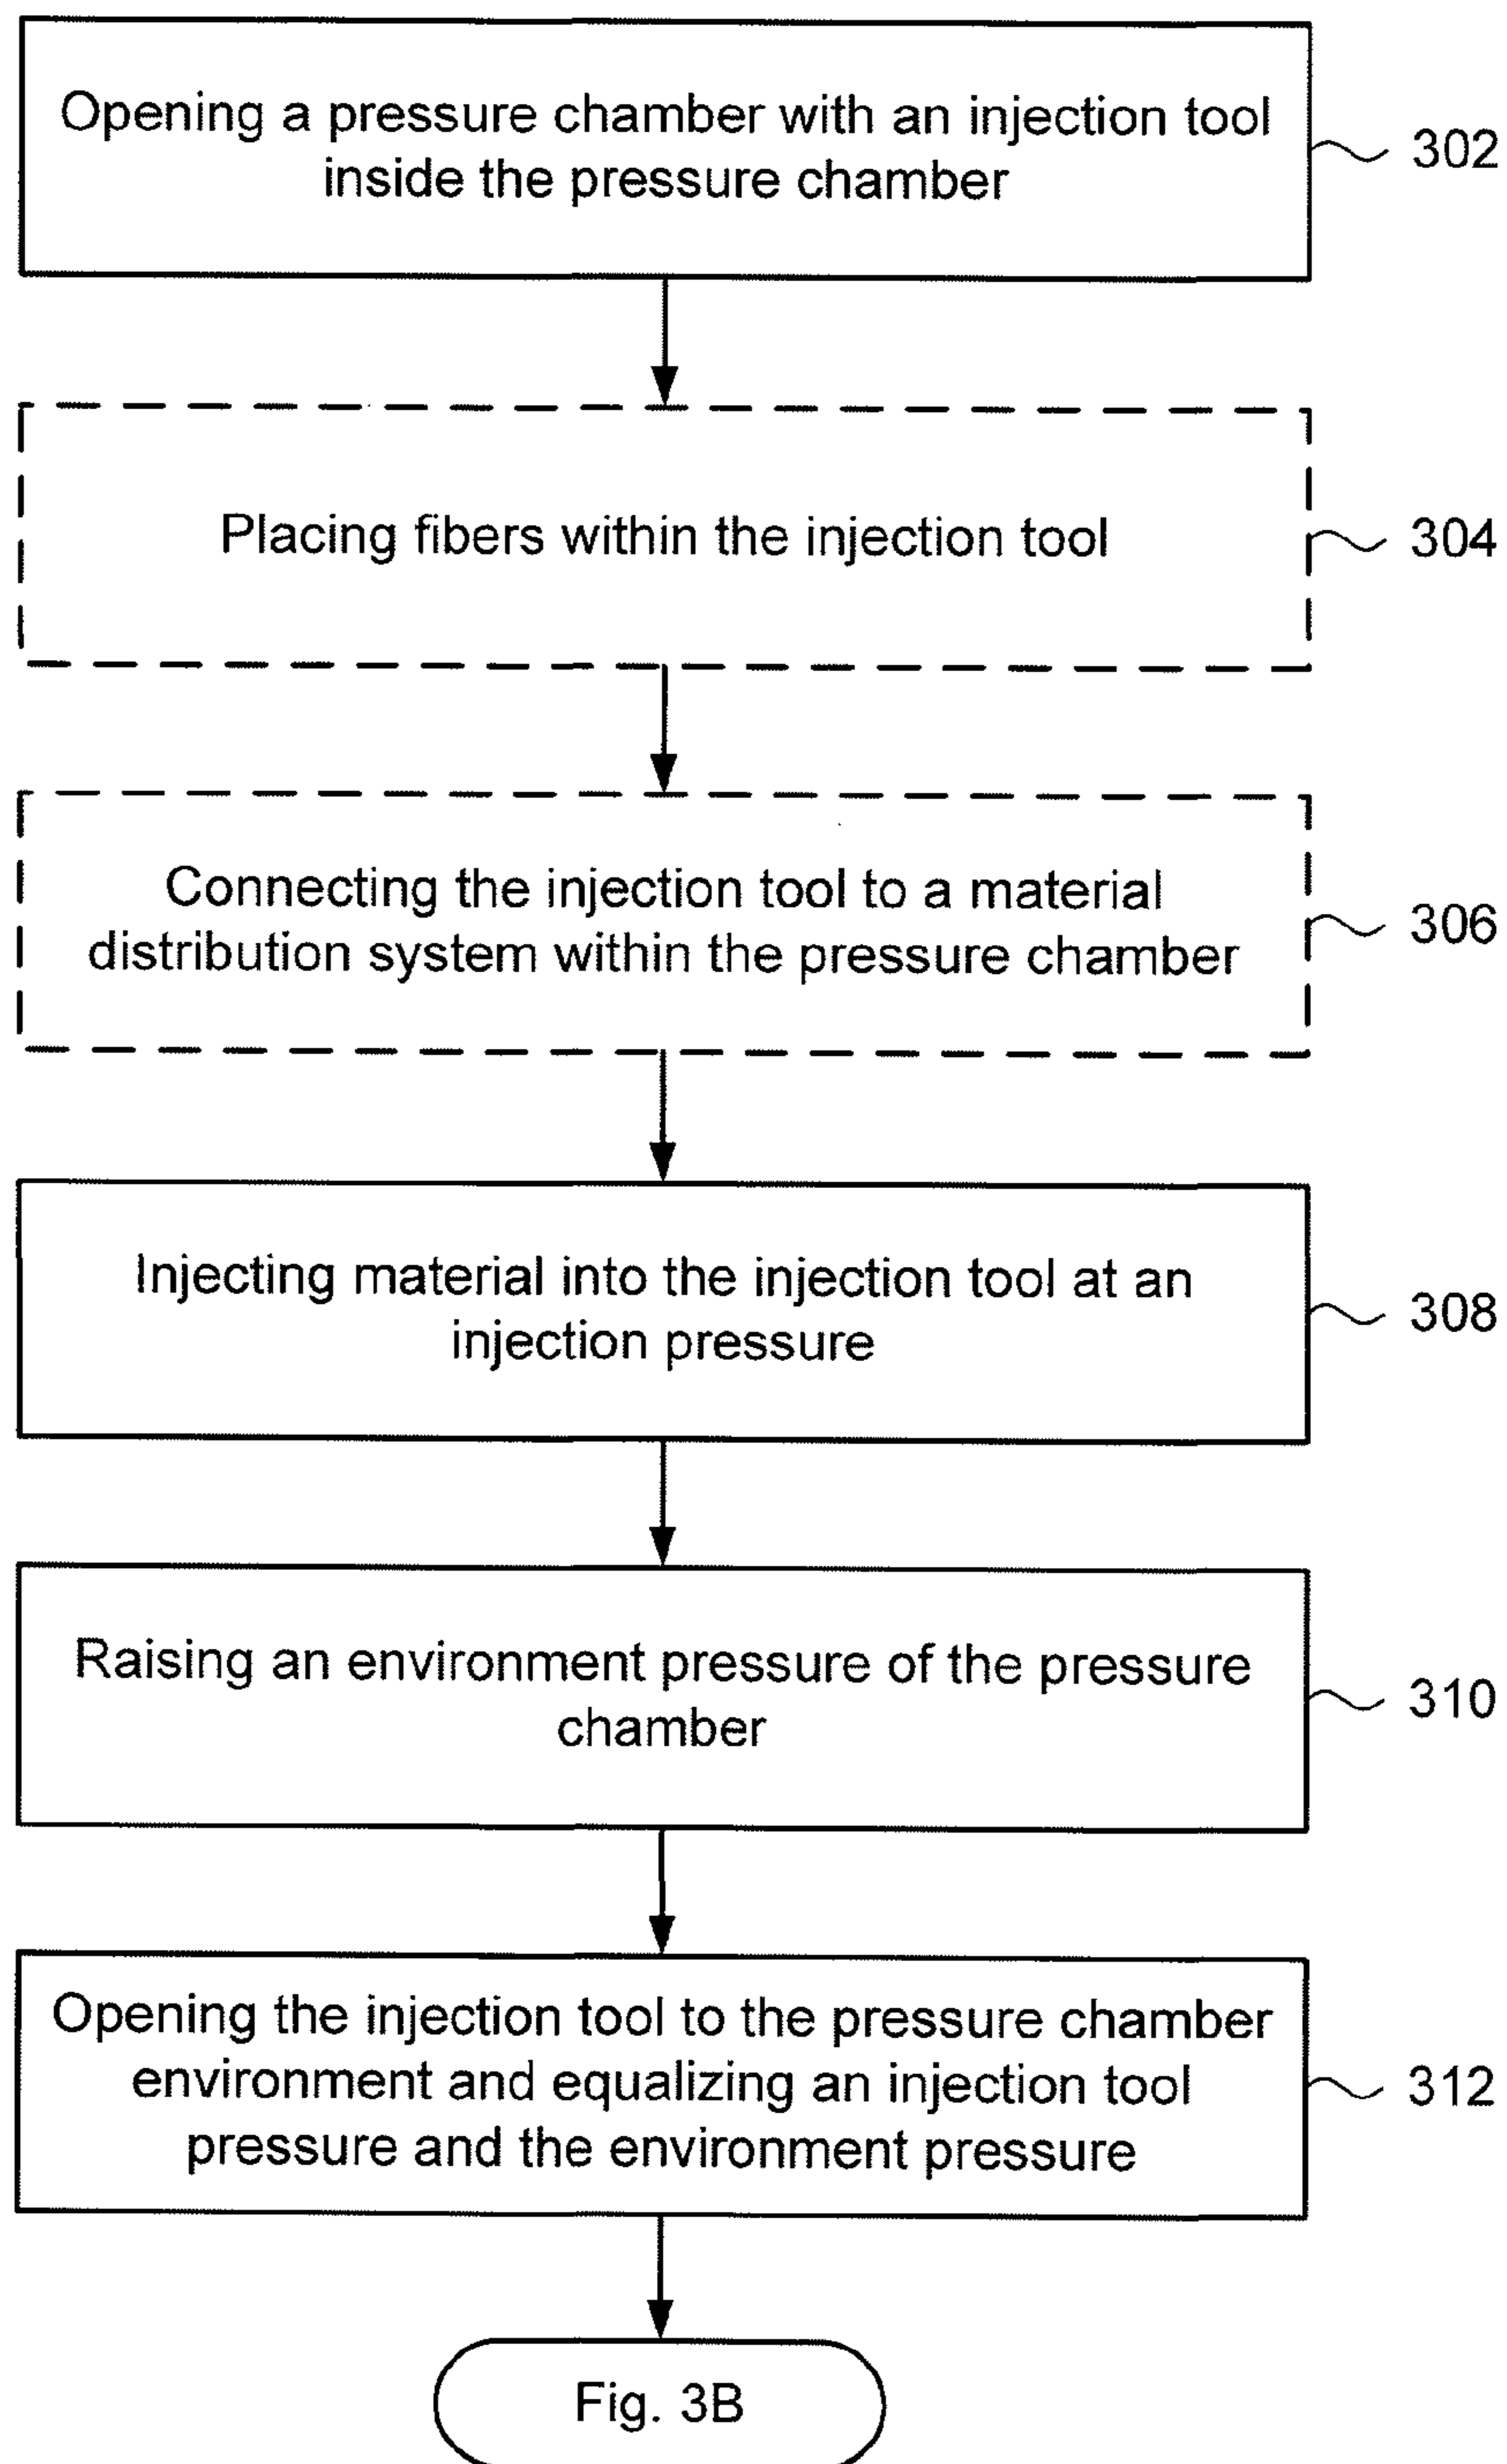 Opening a pressure chamber with an injection tool
inside the pressure chamber
302
Placing fibers within the injection tool
304
Connecting the injection tool to a material
distribution system within the pressure chamber
306
Injecting material into the injection tool at an
injection pressure
308
Raising an environment pressure of the pressure
chamber
310
Opening the injection tool to the pressure chamber
environment and equalizing an injection tool
pressure and the environment pressure
312
Fig. 3B